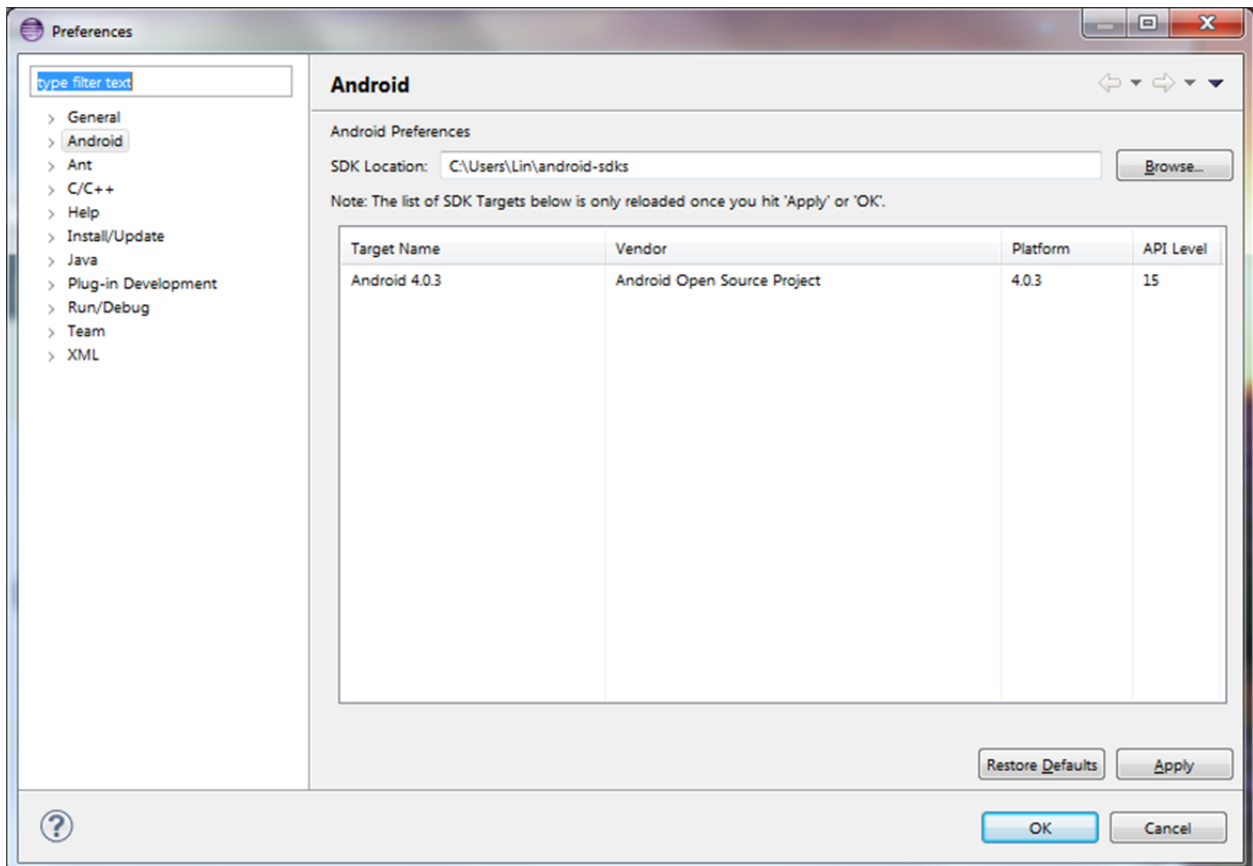 Preferences
type filter text
General
Android
Ant
C/C++
Help
Install/Update
Java
Plug-in Development
Run/Debug
Team
XML
Android
Android Preferences
SDK Location: C:\Users\Lin\android-sdks Browse...
Note: The list of SDK Targets below is only reloaded once you hit 'Apply' or 'OK'.
Target Name Vendor Platform API Level
Android 4.0.3 Android Open Source Project 4.0.3 15
Restore Defaults Apply
? OK Cancel